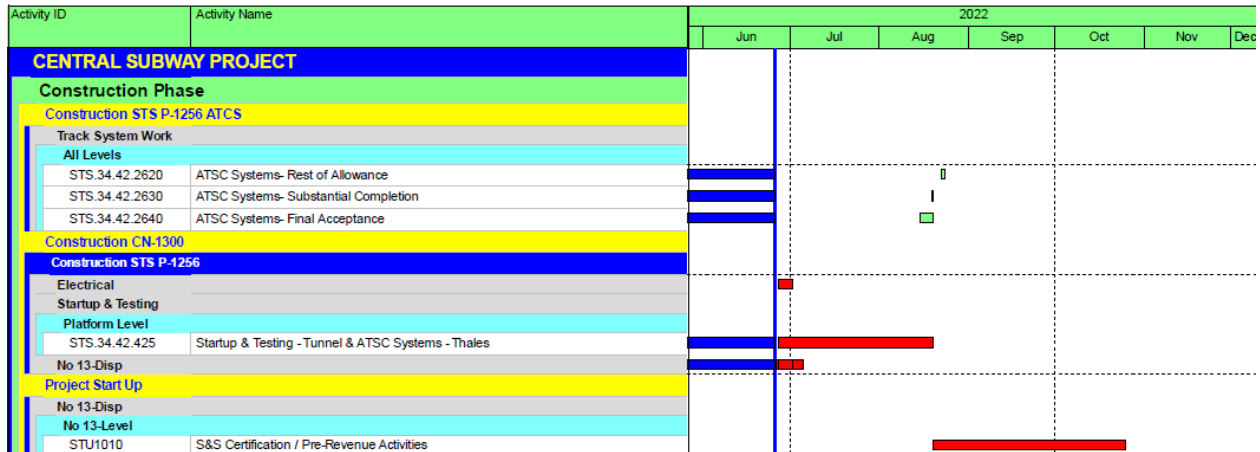 Activity ID Activity Name 2022
Jun Jul Aug Sep Oct Nov Dec
CENTRAL SUBWAY PROJECT
Construction Phase
Construction STS P-1256 ATCS
Track System Work
All Levels
STS.34.42.2620 ATSC Systems- Rest of Allowance
STS.34.42.2630 ATSC Systems- Substantial Completion
STS.34.42.2640 ATSC Systems- Final Acceptance
Construction CN-1300
Construction STS P-1256
Electrical
Startup & Testing
Platform Level
STS.34.42.425 Startup & Testing - Tunnel & ATSC Systems - Thales
No 13-Disp
Project Start Up
No 13-Disp
No 13-Level
STU1010 S&S Certification / Pre-Revenue Activities